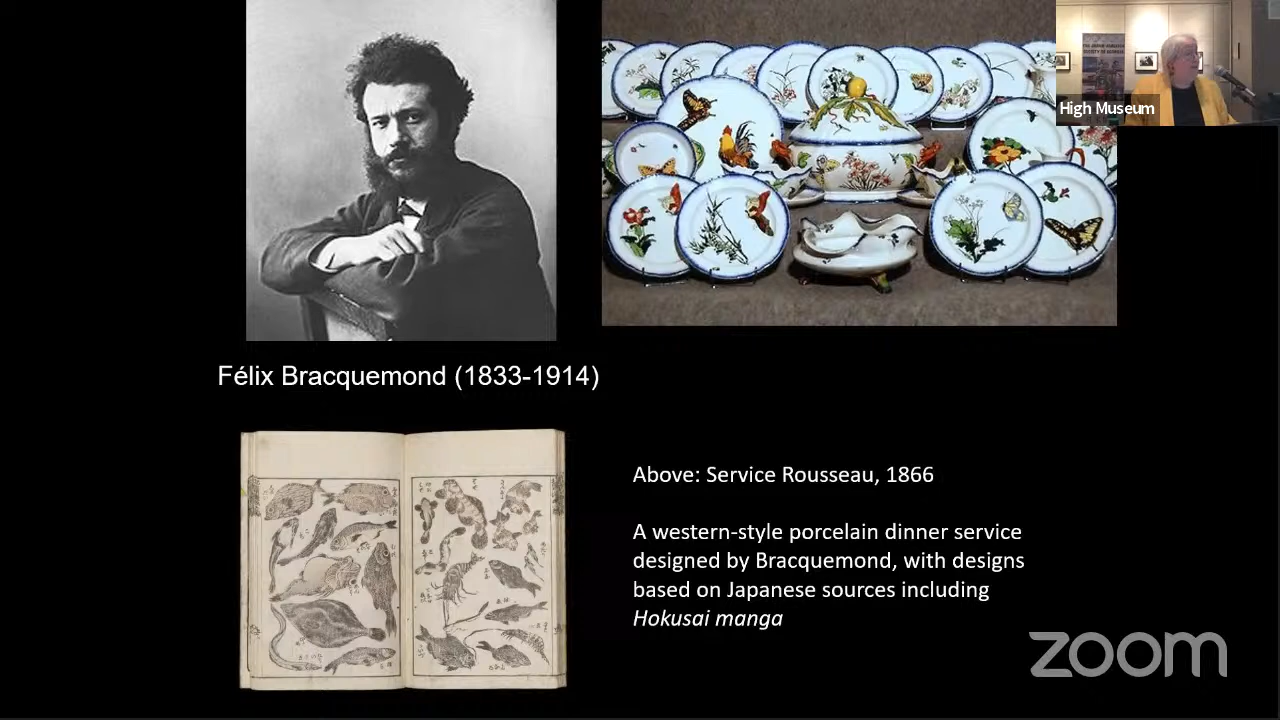 High Museum
Félix Bracquemond (1833-1914)
Above: Service Rousseau, 1866
A western-style porcelain dinner service
designed by Bracquemond, with designs
based on Japanese sources including
Hokusai manga
zoom